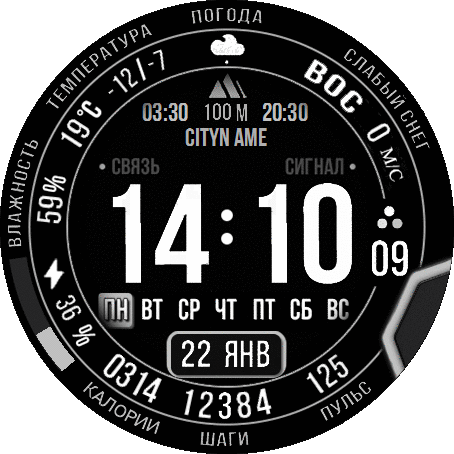 ПОГОДА
ТЕМПЕРАТУРА
СЛАБЫЙ СНЕГ
19°C -12/-7
ВОС
0 М/С
03:30 100 М 20:30
CITYN AME
• СВЯЗЬ
СИГНАЛ •
ВЛАЖНОСТЬ
59%
14:10
09
ПН ВТ СР ЧТ ПТ СБ ВС
36 %
22 ЯНВ
0314
12384
125
КАЛОРИИ
ШАГИ
ПУЛЬС